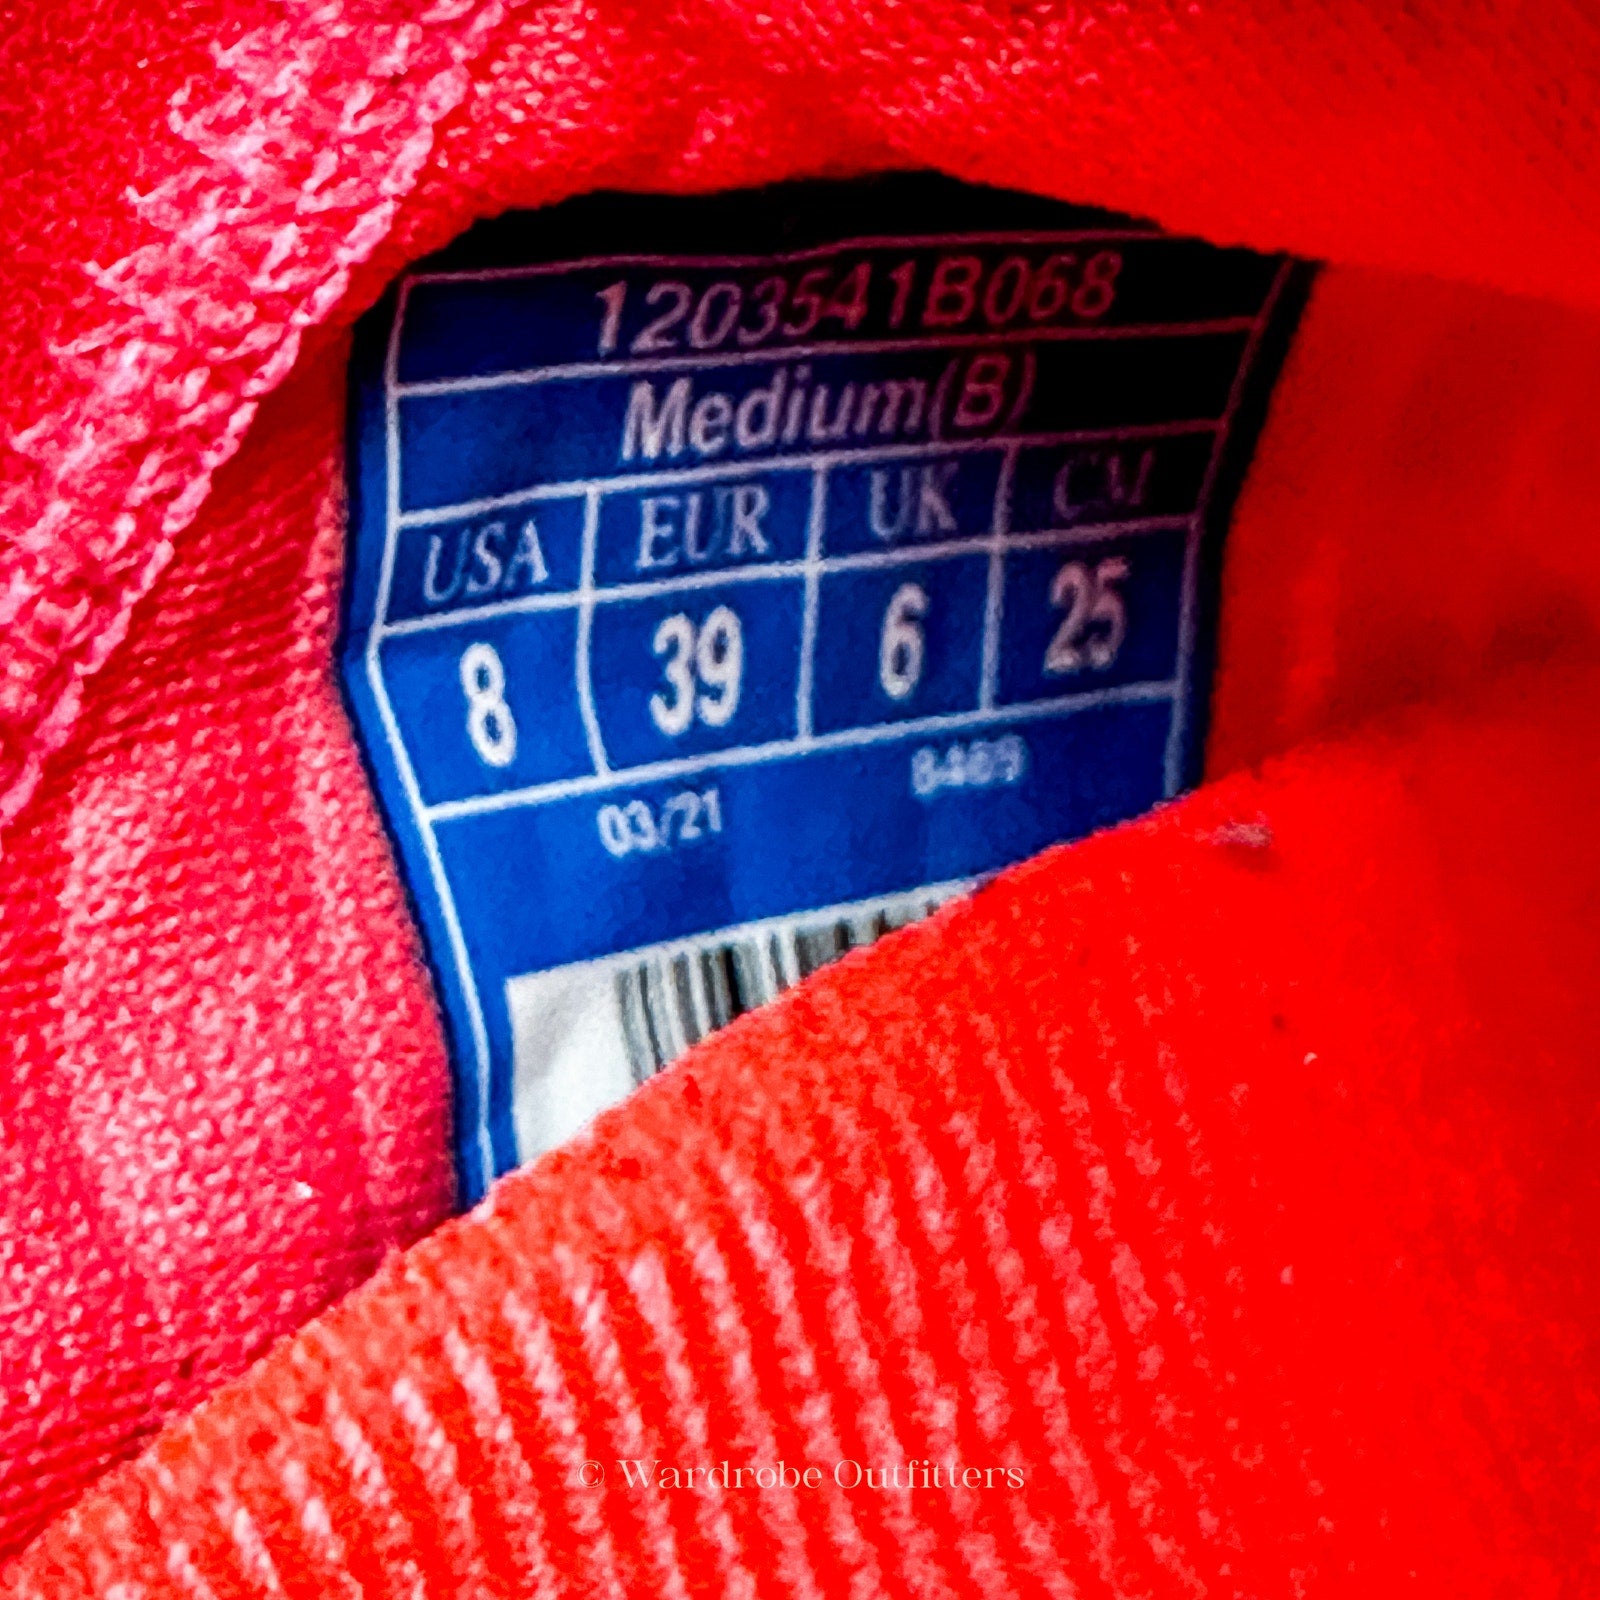 1203541B068
Medium(B)
USA EUR UK CM
8 39 6 25
03/21
© Wardrobe Outfitters